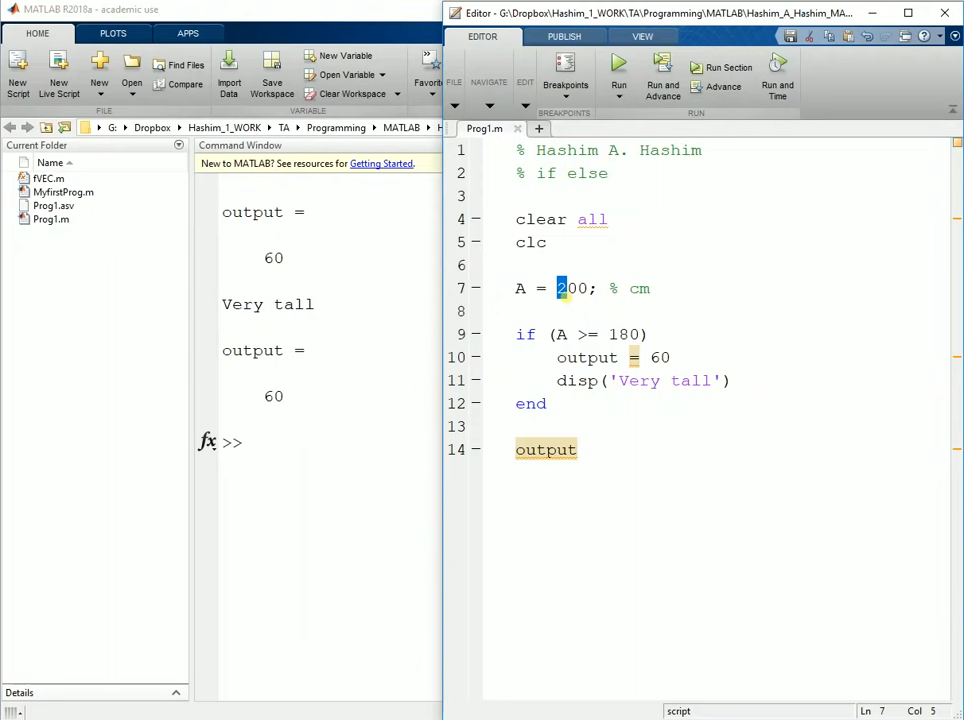 MATLAB R2018a - academic use
HOME
PLOTS
APPS
New Script
New Live Script
New
Open
Find Files
Compare
Import Data
Save Workspace
New Variable
Open Variable
Clear Workspace
Favorit
FILE
VARIABLE
G: Dropbox Hashim_1_WORK TA Programming MATLAB H
Current Folder
Name
fVEC.m
MyfirstProg.m
Prog1.asv
Prog1.m
Details
Command Window
New to MATLAB? See resources for Getting Started.
output =
60
Very tall
output =
60
fx >>
Editor - G:\Dropbox\Hashim_1_WORK\TA\Programming\MATLAB\Hashim_A_Hashim_MA...
EDITOR
PUBLISH
VIEW
FILE
NAVIGATE
EDIT
Breakpoints
Run
Run and Advance
Run Section
Advance
Run and Time
BREAKPOINTS
RUN
Prog1.m
1 % Hashim A. Hashim
2 % if else
3
4 clear all
5 clc
6
7 A = 200; % cm
8
9 if (A >= 180)
10 output = 60
11 disp('Very tall')
12 end
13
14 output
script
Ln 7 Col 5